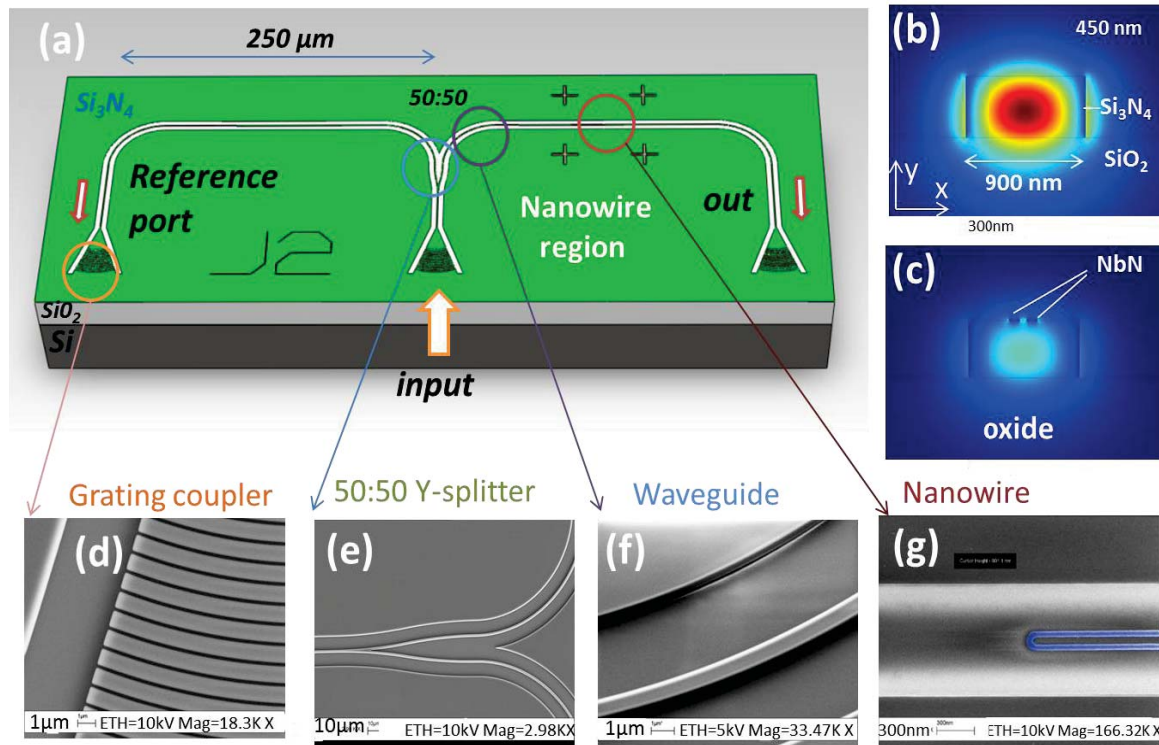 (a)
250 µm
Si₃N₄
50:50
Reference
port
Nanowire
region
out
J2
SiO₂
Si
input
(b)
450 nm
Si₃N₄
SiO₂
y
x
900 nm
300nm
(c)
NbN
oxide
Grating coupler
50:50 Y-splitter
Waveguide
Nanowire
(d)
1µm ETH=10kV Mag=18.3K X
(e)
10µm ETH=10kV Mag=2.98KX
(f)
1µm ETH=5kV Mag=33.47K X
(g)
300nm ETH=10kV Mag=166.32K X